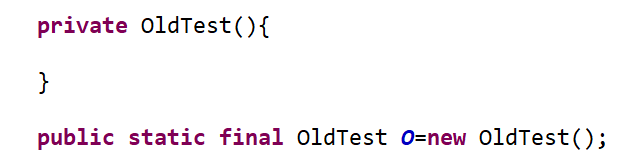 private OldTest(){
}
public static final OldTest O=new OldTest();